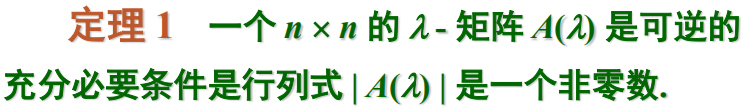 定理 1 一个 n × n 的 λ - 矩阵 A(λ) 是可逆的
充分必要条件是行列式 | A(λ) | 是一个非零数.